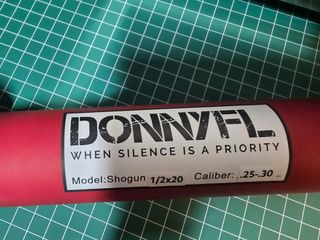 DONNYFL
WHEN SILENCE IS A PRIORITY
Model:Shogun 1/2x20 Caliber: .25-.30